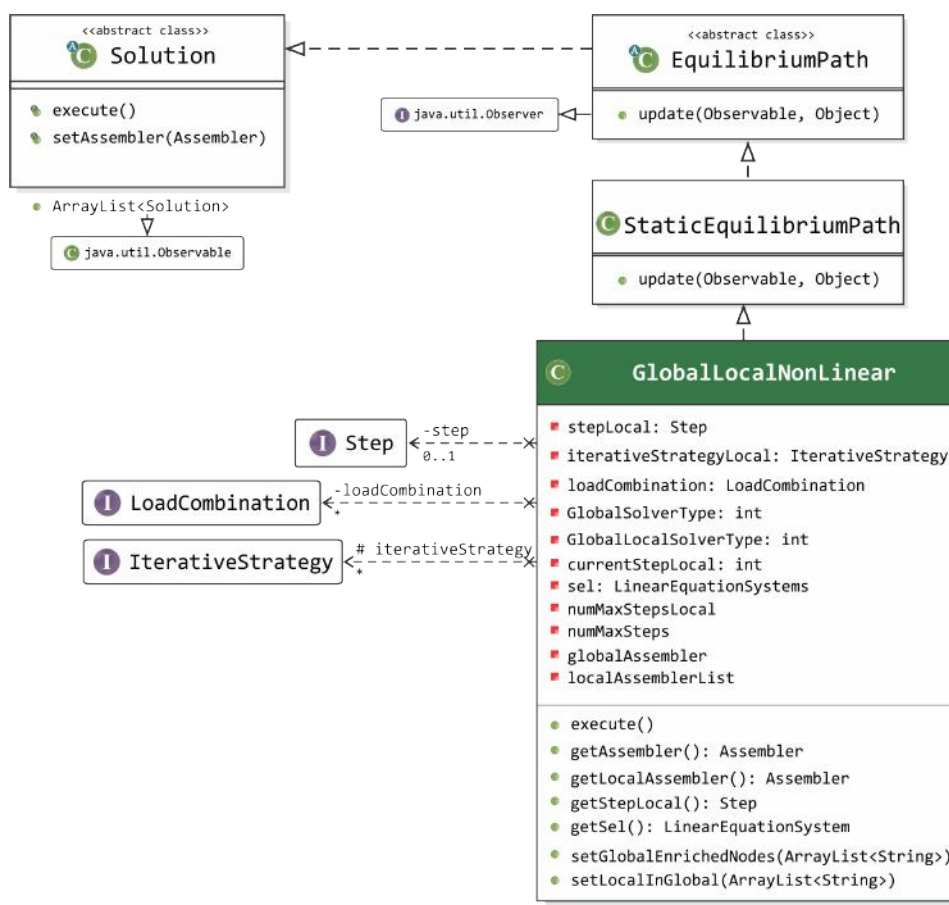 <<abstract class>>
A C Solution
execute()
setAssembler(Assembler)
ArrayList<Solution>
C java.util.Observable
<<abstract class>>
A C EquilibriumPath
update(Observable, Object)
I java.util.Observer
C StaticEquilibriumPath
update(Observable, Object)
C GlobalLocalNonLinear
stepLocal: Step
iterativeStrategyLocal: IterativeStrategy
loadCombination: LoadCombination
GlobalSolverType: int
GlobalLocalSolverType: int
currentStepLocal: int
sel: LinearEquationSystems
numMaxStepsLocal
numMaxSteps
globalAssembler
localAssemblerList
execute()
getAssembler(): Assembler
getLocalAssembler(): Assembler
getStepLocal(): Step
getSel(): LinearEquationSystem
setGlobalEnrichedNodes(ArrayList<String>)
setLocalInGlobal(ArrayList<String>)
I Step
-step
0..1
I LoadCombination
-loadCombination
*
I IterativeStrategy
# iterativeStrategy
*